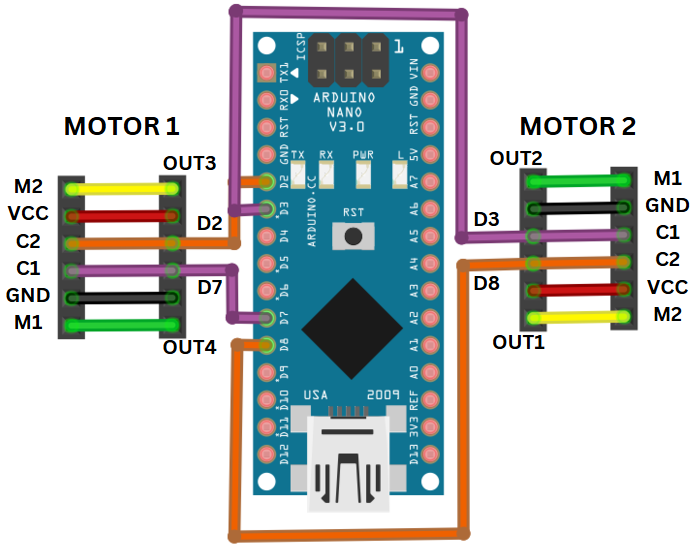 MOTOR 1
OUT3
M2
VCC
C2
C1
GND
M1
D2
D7
OUT4
ICSP
1
ARDUINO
NANO
V3.0
TX
RX
PWR
L
ARDUINO.CC
RST
USA
2009
TX1
RX0
RST
GND
D2
D3
D4
D5
D6
D7
D8
D9
D10
D11
D12
VIN
GND
RST
5V
A7
A6
A5
A4
A3
A2
A1
A0
REF
3V3
D13
MOTOR 2
OUT2
M1
GND
C1
C2
VCC
M2
D3
D8
OUT1